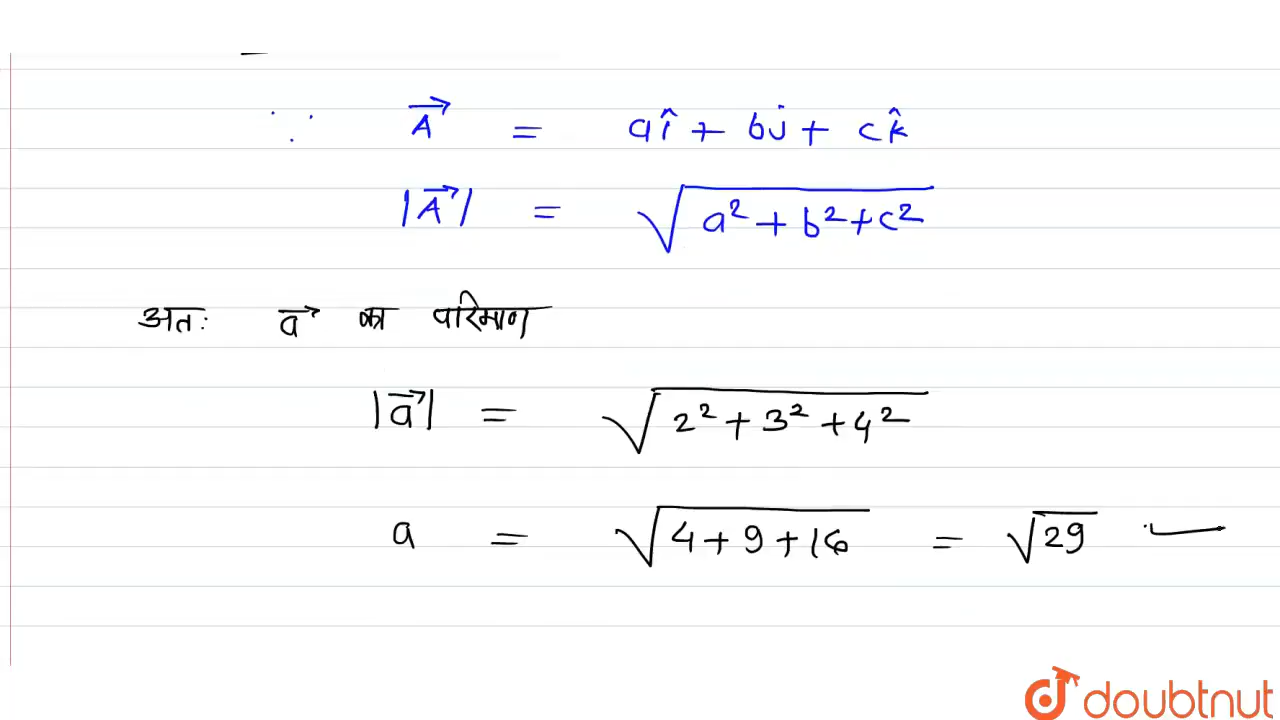 ∵ A⃗ = aî + bĵ + ck̂
|A⃗| = √(a² + b² + c²)
अतः a⃗ का परिमाण
|a⃗| = √(2² + 3² + 4²)
a = √(4 + 9 + 16) = √29
doubtnut